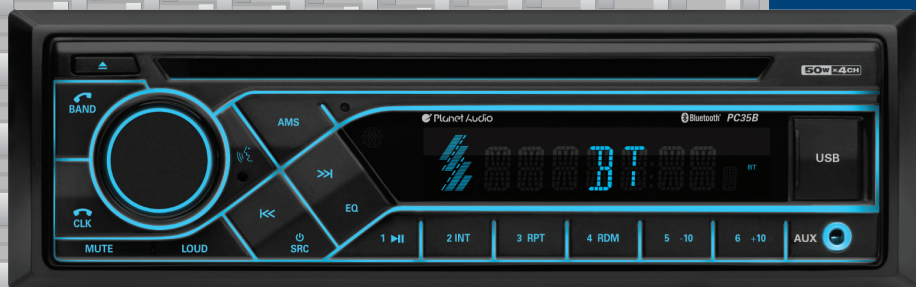 50W×4CH
BAND
AMS
Planet Audio
Bluetooth® PC35B
BT
BT
USB
EQ
CLK
SRC
MUTE
LOUD
1
2 INT
3 RPT
4 RDM
5 -10
6 +10
AUX